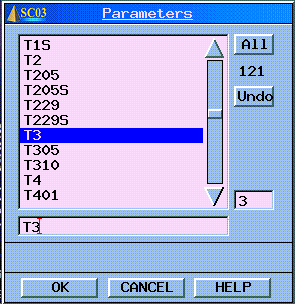 SC03 Parameters
T1S
T2
T205
T205S
T229
T229S
T3
T305
T310
T4
T401
All
121
Undo
3
T3
OK CANCEL HELP